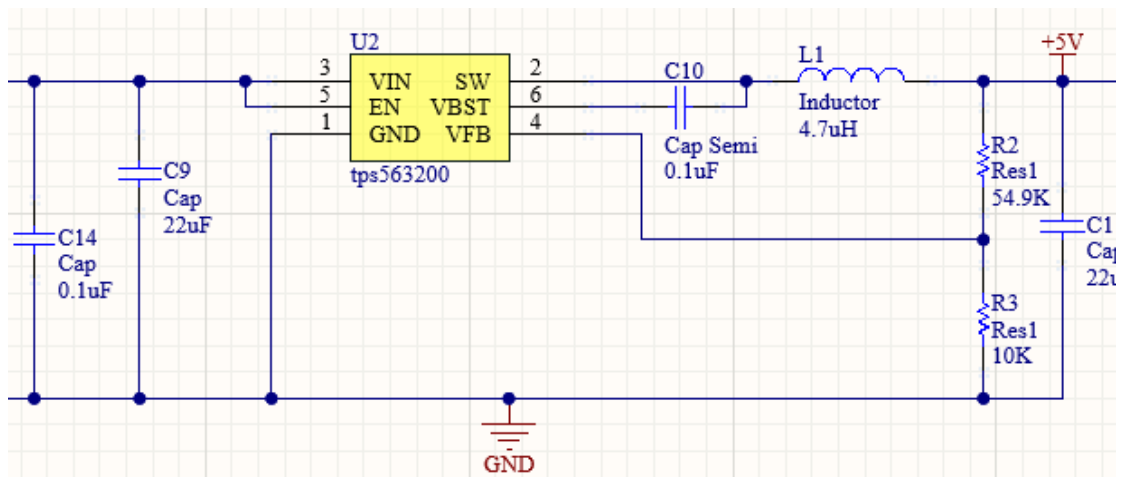 U2
3 VIN SW 2
5 EN VBST 6
1 GND VFB 4
tps563200
C10
Cap Semi
0.1uF
L1
Inductor
4.7uH
+5V
R2
Res1
54.9K
C9
Cap
22uF
C14
Cap
0.1uF
C1
R3
Res1
10K
GND